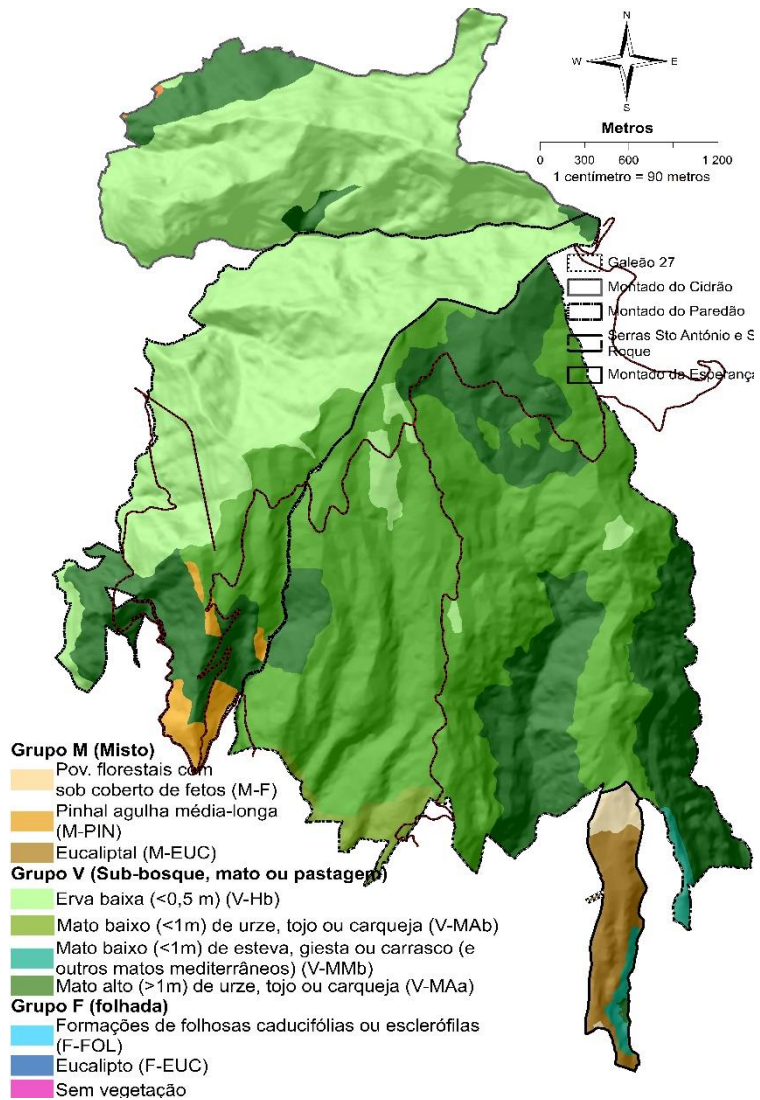 N
W E
S
Metros
0 300 600 1 200
1 centímetro = 90 metros
Galeão 27
Montado do Cidrão
Montado do Paredão
Serras Sto António e S
Roque
Montado da Esperança
Grupo M (Misto)
Pov. florestais com
sob coberto de fetos (M-F)
Pinhal agulha média-longa
(M-PIN)
Eucaliptal (M-EUC)
Grupo V (Sub-bosque, mato ou pastagem)
Erva baixa (<0,5 m) (V-Hb)
Mato baixo (<1m) de urze, tojo ou carqueja (V-MAb)
Mato baixo (<1m) de esteva, giesta ou carrasco (e
outros matos mediterrâneos) (V-MMb)
Mato alto (>1m) de urze, tojo ou carqueja (V-MAa)
Grupo F (folhada)
Formações de folhosas caducifólias ou esclerófilas
(F-FOL)
Eucalipto (F-EUC)
Sem vegetação